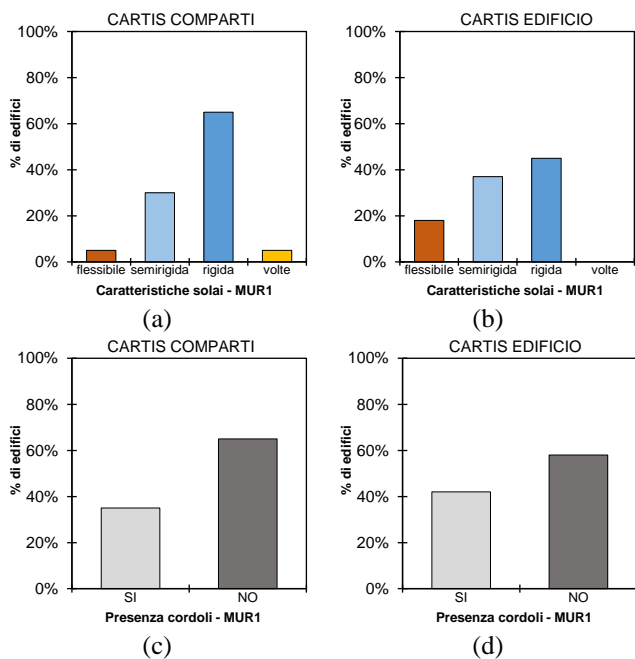 CARTIS COMPARTI
100%
80%
60%
40%
20%
0%
% di edifici
flessibile semirigida rigida volte
Caratteristiche solai - MUR1
(a)
CARTIS EDIFICIO
100%
80%
60%
40%
20%
0%
% di edifici
flessibile semirigida rigida volte
Caratteristiche solai - MUR1
(b)
CARTIS COMPARTI
100%
80%
60%
40%
20%
0%
% di edifici
SI NO
Presenza cordoli - MUR1
(c)
CARTIS EDIFICIO
100%
80%
60%
40%
20%
0%
% di edifici
SI NO
Presenza cordoli - MUR1
(d)